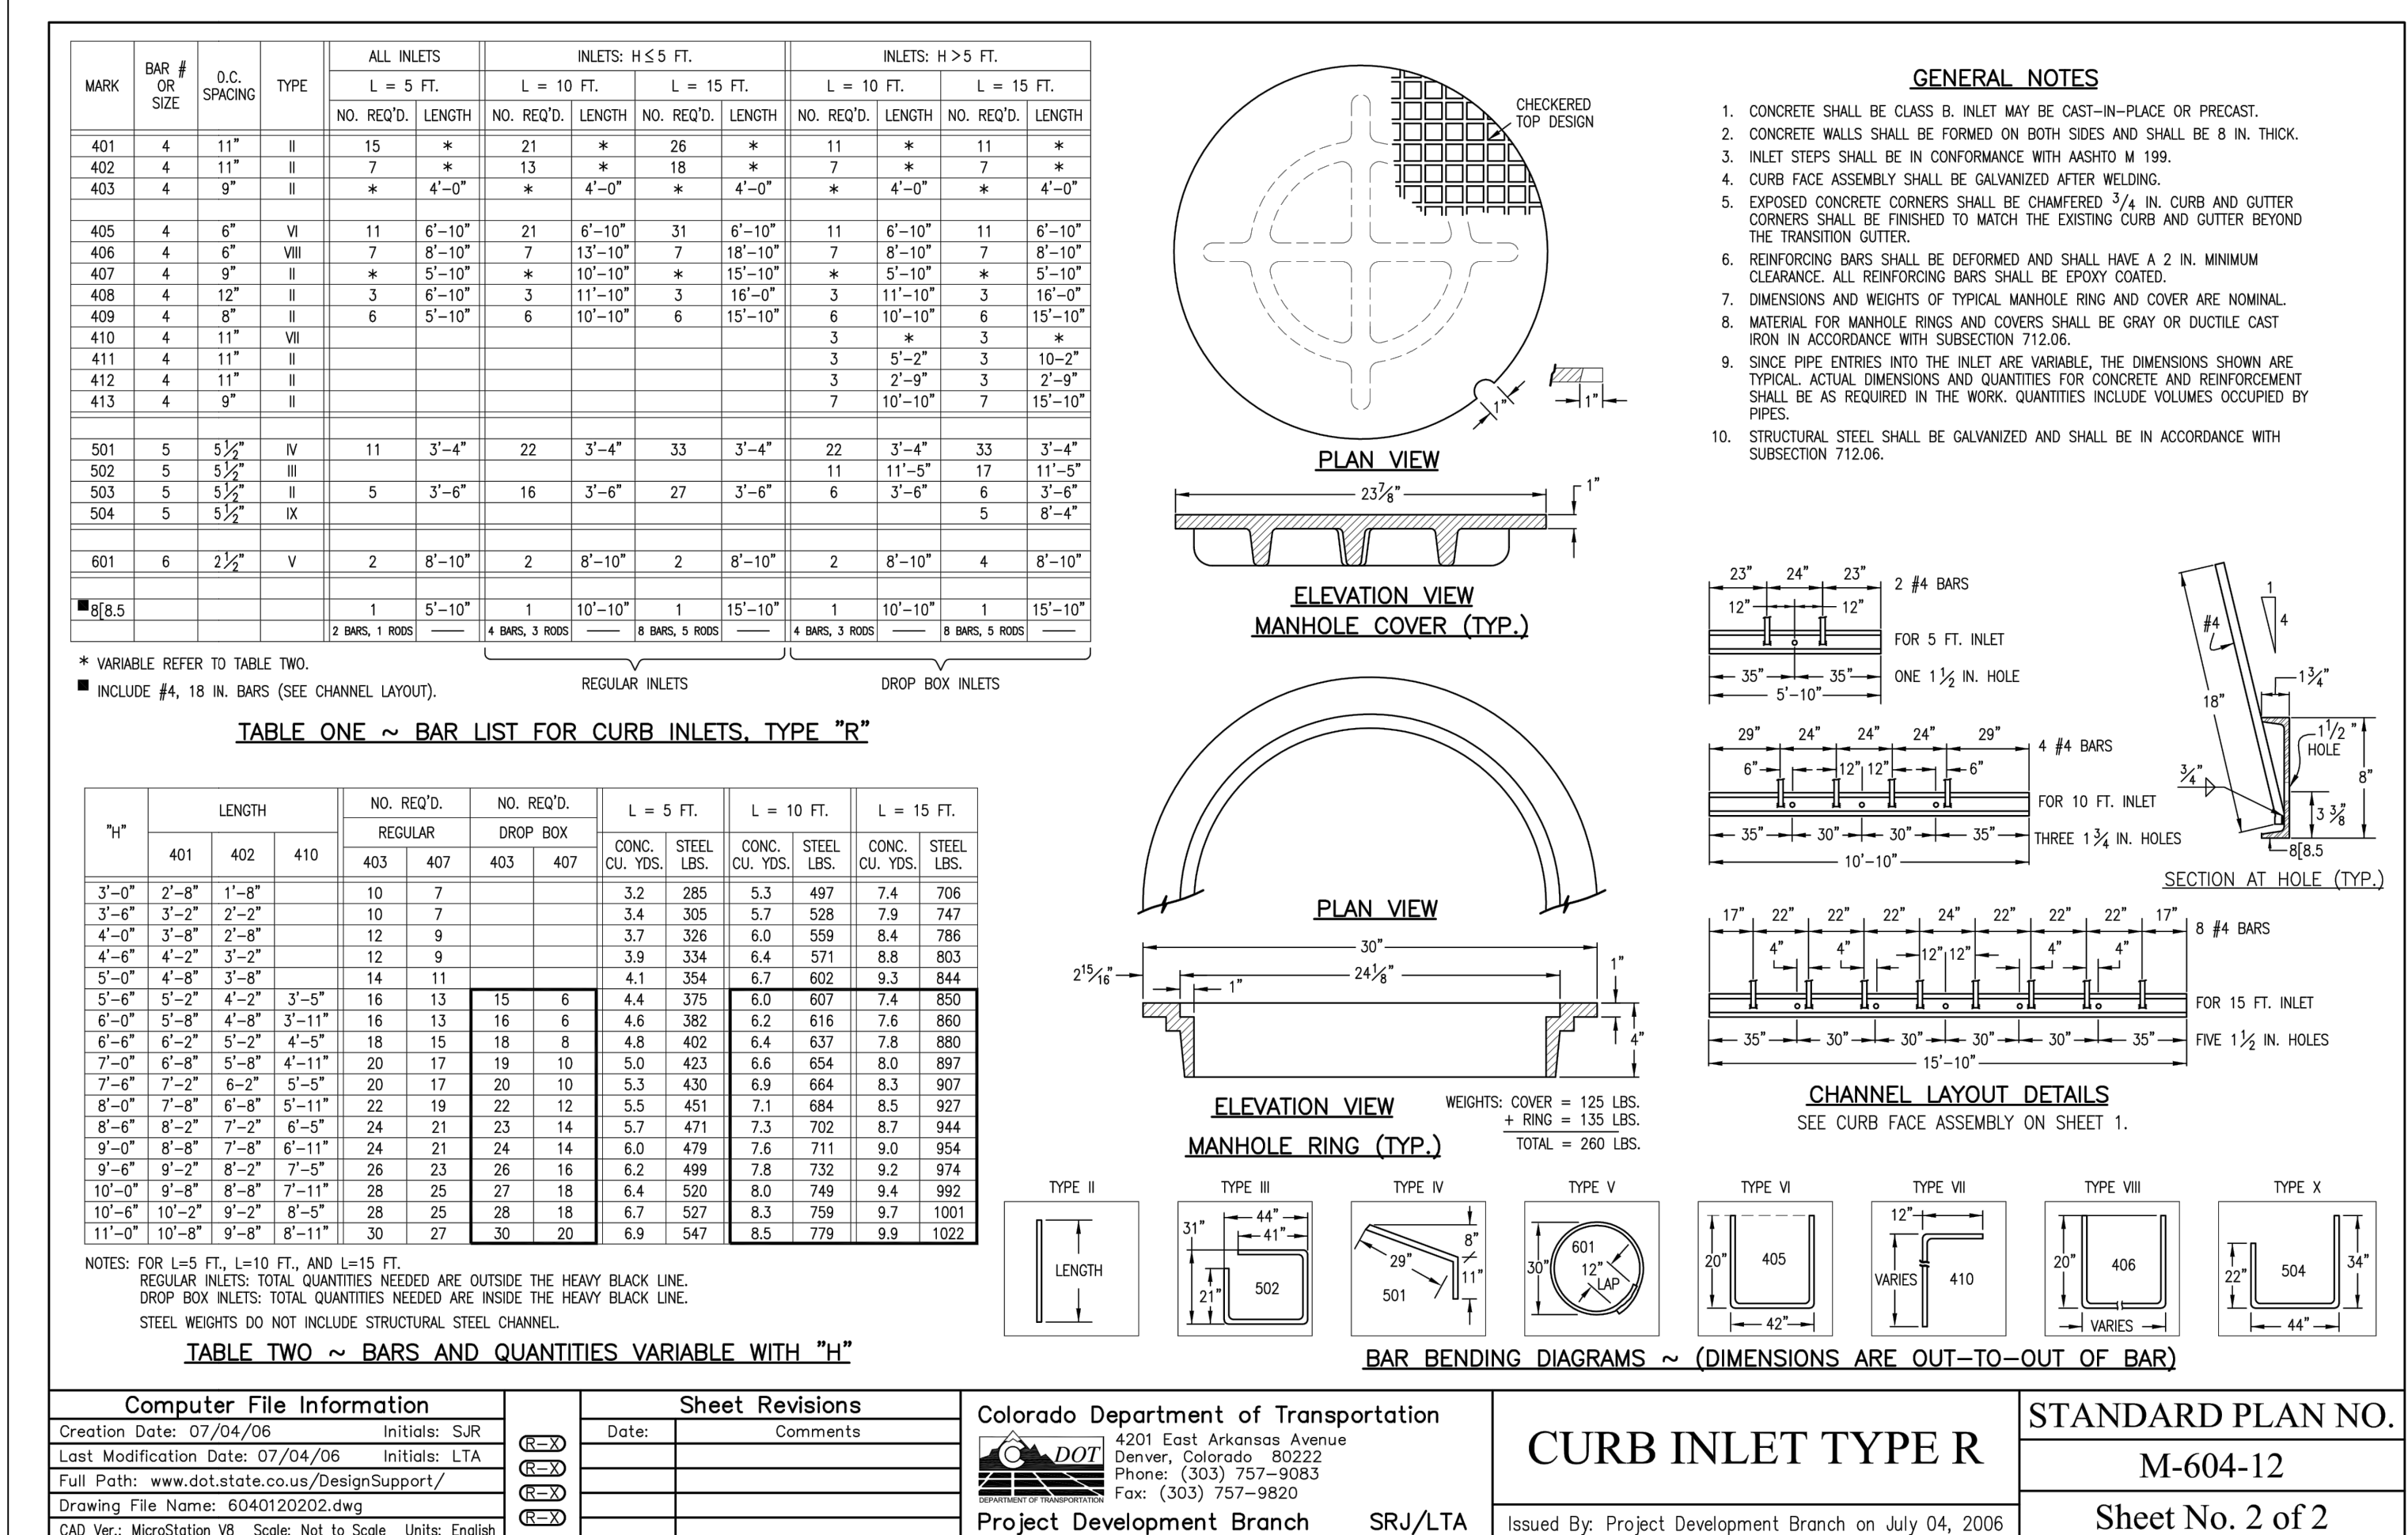 MARK BAR # OR SIZE O.C. SPACING TYPE ALL INLETS INLETS: H ≤ 5 FT. INLETS: H > 5 FT.
L = 5 FT. L = 10 FT. L = 15 FT. L = 10 FT. L = 15 FT.
NO. REQ'D. LENGTH NO. REQ'D. LENGTH NO. REQ'D. LENGTH NO. REQ'D. LENGTH NO. REQ'D. LENGTH
401 4 11" II 15 * 21 * 26 * 11 * 11 *
402 4 11" II 7 * 13 * 18 * 7 * 7 *
403 4 9" II * 4'-0" * 4'-0" * 4'-0" * 4'-0" * 4'-0"
405 4 6" VI 11 6'-10" 21 6'-10" 31 6'-10" 11 6'-10" 11 6'-10"
406 4 6" VIII 7 8'-10" 7 13'-10" 7 18'-10" 7 8'-10" 7 8'-10"
407 4 9" II * 5'-10" * 10'-10" * 15'-10" * 5'-10" * 5'-10"
408 4 12" II 3 6'-10" 3 11'-10" 3 16'-0" 3 11'-10" 3 16'-0"
409 4 8" II 6 5'-10" 6 10'-10" 6 15'-10" 6 10'-10" 6 15'-10"
410 4 11" VII 3 * 3 *
411 4 11" II 3 5'-2" 3 10-2"
412 4 11" II 3 2'-9" 3 2'-9"
413 4 9" II 7 10'-10" 7 15'-10"
501 5 5 1/2" IV 11 3'-4" 22 3'-4" 33 3'-4" 22 3'-4" 33 3'-4"
502 5 5 1/2" III 11 11'-5" 17 11'-5"
503 5 5 1/2" II 5 3'-6" 16 3'-6" 27 3'-6" 6 3'-6" 6 3'-6"
504 5 5 1/2" IX 5 8'-4"
601 6 2 1/2" V 2 8'-10" 2 8'-10" 2 8'-10" 2 8'-10" 4 8'-10"
■8[8.5 1 5'-10" 1 10'-10" 1 15'-10" 1 10'-10" 1 15'-10"
2 BARS, 1 RODS 4 BARS, 3 RODS 8 BARS, 5 RODS 4 BARS, 3 RODS 8 BARS, 5 RODS
* VARIABLE REFER TO TABLE TWO.
■ INCLUDE #4, 18 IN. BARS (SEE CHANNEL LAYOUT).
REGULAR INLETS DROP BOX INLETS
TABLE ONE ~ BAR LIST FOR CURB INLETS, TYPE "R"
"H" LENGTH NO. REQ'D. NO. REQ'D. L = 5 FT. L = 10 FT. L = 15 FT.
REGULAR DROP BOX
401 402 410 403 407 403 407 CONC. CU. YDS. STEEL LBS. CONC. CU. YDS. STEEL LBS. CONC. CU. YDS. STEEL LBS.
3'-0" 2'-8" 1'-8" 10 7 3.2 285 5.3 497 7.4 706
3'-6" 3'-2" 2'-2" 10 7 3.4 305 5.7 528 7.9 747
4'-0" 3'-8" 2'-8" 12 9 3.7 326 6.0 559 8.4 786
4'-6" 4'-2" 3'-2" 12 9 3.9 334 6.4 571 8.8 803
5'-0" 4'-8" 3'-8" 14 11 4.1 354 6.7 602 9.3 844
5'-6" 5'-2" 4'-2" 3'-5" 16 13 15 6 4.4 375 6.0 607 7.4 850
6'-0" 5'-8" 4'-8" 3'-11" 16 13 16 6 4.6 382 6.2 616 7.6 860
6'-6" 6'-2" 5'-2" 4'-5" 18 15 18 8 4.8 402 6.4 637 7.8 880
7'-0" 6'-8" 5'-8" 4'-11" 20 17 19 10 5.0 423 6.6 654 8.0 897
7'-6" 7'-2" 6-2" 5'-5" 20 17 20 10 5.3 430 6.9 664 8.3 907
8'-0" 7'-8" 6'-8" 5'-11" 22 19 22 12 5.5 451 7.1 684 8.5 927
8'-6" 8'-2" 7'-2" 6'-5" 24 21 23 14 5.7 471 7.3 702 8.7 944
9'-0" 8'-8" 7'-8" 6'-11" 24 21 24 14 6.0 479 7.6 711 9.0 954
9'-6" 9'-2" 8'-2" 7'-5" 26 23 26 16 6.2 499 7.8 732 9.2 974
10'-0" 9'-8" 8'-8" 7'-11" 28 25 27 18 6.4 520 8.0 749 9.4 992
10'-6" 10'-2" 9'-2" 8'-5" 28 25 28 18 6.7 527 8.3 759 9.7 1001
11'-0" 10'-8" 9'-8" 8'-11" 30 27 30 20 6.9 547 8.5 779 9.9 1022
NOTES: FOR L=5 FT., L=10 FT., AND L=15 FT.
REGULAR INLETS: TOTAL QUANTITIES NEEDED ARE OUTSIDE THE HEAVY BLACK LINE.
DROP BOX INLETS: TOTAL QUANTITIES NEEDED ARE INSIDE THE HEAVY BLACK LINE.
STEEL WEIGHTS DO NOT INCLUDE STRUCTURAL STEEL CHANNEL.
TABLE TWO ~ BARS AND QUANTITIES VARIABLE WITH "H"
CHECKERED
TOP DESIGN
1" 1"
PLAN VIEW
23 7/8" 1"
ELEVATION VIEW
MANHOLE COVER (TYP.)
PLAN VIEW
30"
2 15/16" 24 1/8" 1"
1"
4"
ELEVATION VIEW
MANHOLE RING (TYP.)
WEIGHTS: COVER = 125 LBS.
+ RING = 135 LBS.
TOTAL = 260 LBS.
GENERAL NOTES
1. CONCRETE SHALL BE CLASS B. INLET MAY BE CAST-IN-PLACE OR PRECAST.
2. CONCRETE WALLS SHALL BE FORMED ON BOTH SIDES AND SHALL BE 8 IN. THICK.
3. INLET STEPS SHALL BE IN CONFORMANCE WITH AASHTO M 199.
4. CURB FACE ASSEMBLY SHALL BE GALVANIZED AFTER WELDING.
5. EXPOSED CONCRETE CORNERS SHALL BE CHAMFERED 3/4 IN. CURB AND GUTTER
CORNERS SHALL BE FINISHED TO MATCH THE EXISTING CURB AND GUTTER BEYOND
THE TRANSITION GUTTER.
6. REINFORCING BARS SHALL BE DEFORMED AND SHALL HAVE A 2 IN. MINIMUM
CLEARANCE. ALL REINFORCING BARS SHALL BE EPOXY COATED.
7. DIMENSIONS AND WEIGHTS OF TYPICAL MANHOLE RING AND COVER ARE NOMINAL.
8. MATERIAL FOR MANHOLE RINGS AND COVERS SHALL BE GRAY OR DUCTILE CAST
IRON IN ACCORDANCE WITH SUBSECTION 712.06.
9. SINCE PIPE ENTRIES INTO THE INLET ARE VARIABLE, THE DIMENSIONS SHOWN ARE
TYPICAL. ACTUAL DIMENSIONS AND QUANTITIES FOR CONCRETE AND REINFORCEMENT
SHALL BE AS REQUIRED IN THE WORK. QUANTITIES INCLUDE VOLUMES OCCUPIED BY
PIPES.
10. STRUCTURAL STEEL SHALL BE GALVANIZED AND SHALL BE IN ACCORDANCE WITH
SUBSECTION 712.06.
23" 24" 23" 2 #4 BARS
12" 12"
FOR 5 FT. INLET
35" 35" ONE 1 1/2 IN. HOLE
5'-10"
29" 24" 24" 24" 29" 4 #4 BARS
6" 12" 12" 6"
FOR 10 FT. INLET
35" 30" 30" 35" THREE 1 3/4 IN. HOLES
10'-10"
1
4
#4
18"
1 3/4"
1 1/2" HOLE
3/4"
8"
3 3/8"
8[8.5
SECTION AT HOLE (TYP.)
17" 22" 22" 22" 24" 22" 22" 22" 17" 8 #4 BARS
4" 4" 12" 12" 4" 4"
FOR 15 FT. INLET
35" 30" 30" 30" 30" 35" FIVE 1 1/2 IN. HOLES
15'-10"
CHANNEL LAYOUT DETAILS
SEE CURB FACE ASSEMBLY ON SHEET 1.
TYPE II TYPE III TYPE IV TYPE V TYPE VI TYPE VII TYPE VIII TYPE X
LENGTH
44" 41" 31" 21" 502
8" 29" 11" 501
30" 601 12" LAP
20" 405 42"
12" VARIES 410
20" 406 VARIES
22" 504 34" 44"
BAR BENDING DIAGRAMS ~ (DIMENSIONS ARE OUT-TO-OUT OF BAR)
Computer File Information
Creation Date: 07/04/06 Initials: SJR
Last Modification Date: 07/04/06 Initials: LTA
Full Path: www.dot.state.co.us/DesignSupport/
Drawing File Name: 6040120202.dwg
CAD Ver.: MicroStation V8 Scale: Not to Scale Units: English
R-X
R-X
R-X
R-X
Sheet Revisions
Date: Comments
Colorado Department of Transportation
4201 East Arkansas Avenue
Denver, Colorado 80222
Phone: (303) 757-9083
Fax: (303) 757-9820
C DOT
DEPARTMENT OF TRANSPORTATION
Project Development Branch SRJ/LTA
CURB INLET TYPE R
Issued By: Project Development Branch on July 04, 2006
STANDARD PLAN NO.
M-604-12
Sheet No. 2 of 2